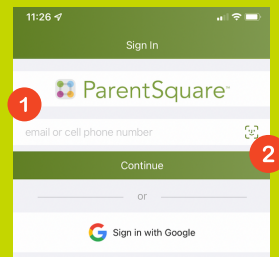 11:26
Sign In
ParentSquare
1
email or cell phone number
2
Continue
or
Sign in with Google